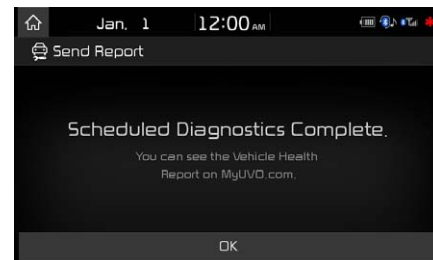 Jan. 1 12:00 AM
Send Report
Scheduled Diagnostics Complete.
You can see the Vehicle Health
Report on MyUVO.com.
OK